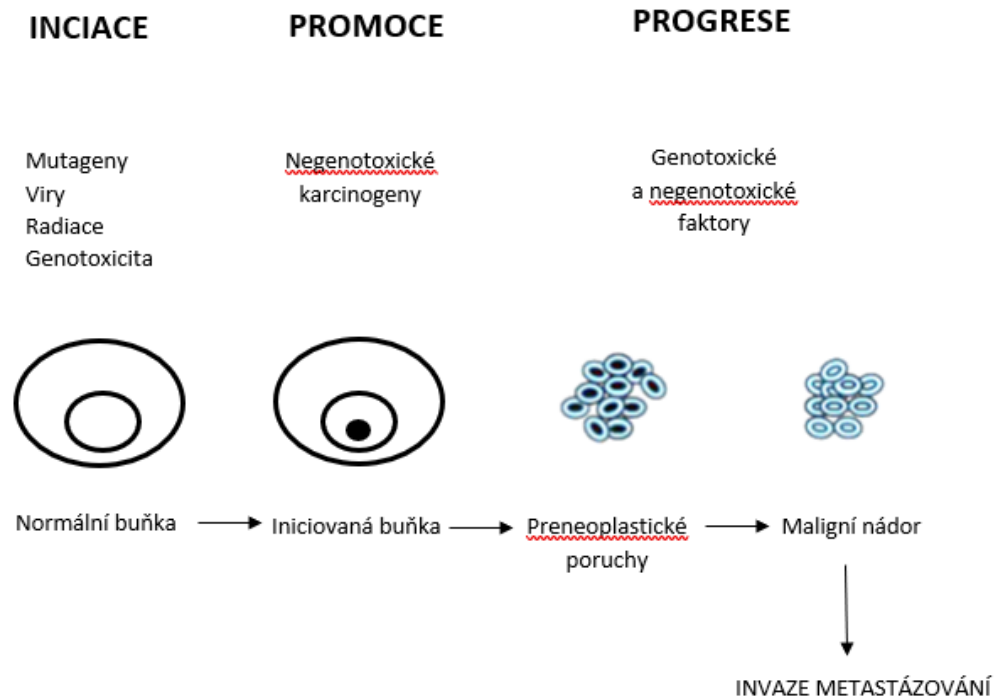 INCIACE
PROMOCE
PROGRESE
Mutageny
Viry
Radiace
Genotoxicita
Negenotoxické
karcinogeny
Genotoxické
a negenotoxické
faktory
Normální buňka
Iniciovaná buňka
Preneoplastické
poruchy
Maligní nádor
INVAZE METASTÁZOVÁNÍ